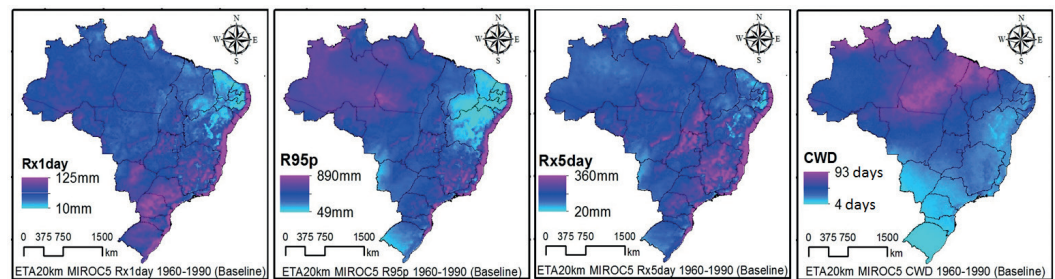 N
W E
S
Rx1day
125mm
10mm
0 375 750 1500
km
ETA20km MIROC5 Rx1day 1960-1990 (Baseline)
N
W E
S
R95p
890mm
49mm
0 375 750 1500
km
ETA20km MIROC5 R95p 1960-1990 (Baseline)
N
W E
S
Rx5day
360mm
20mm
0 375 750 1500
km
ETA20km MIROC5 Rx5day 1960-1990 (Baseline)
N
W E
S
CWD
93 days
4 days
0 375 750 1500
km
ETA20km MIROC5 CWD 1960-1990 (Baseline)